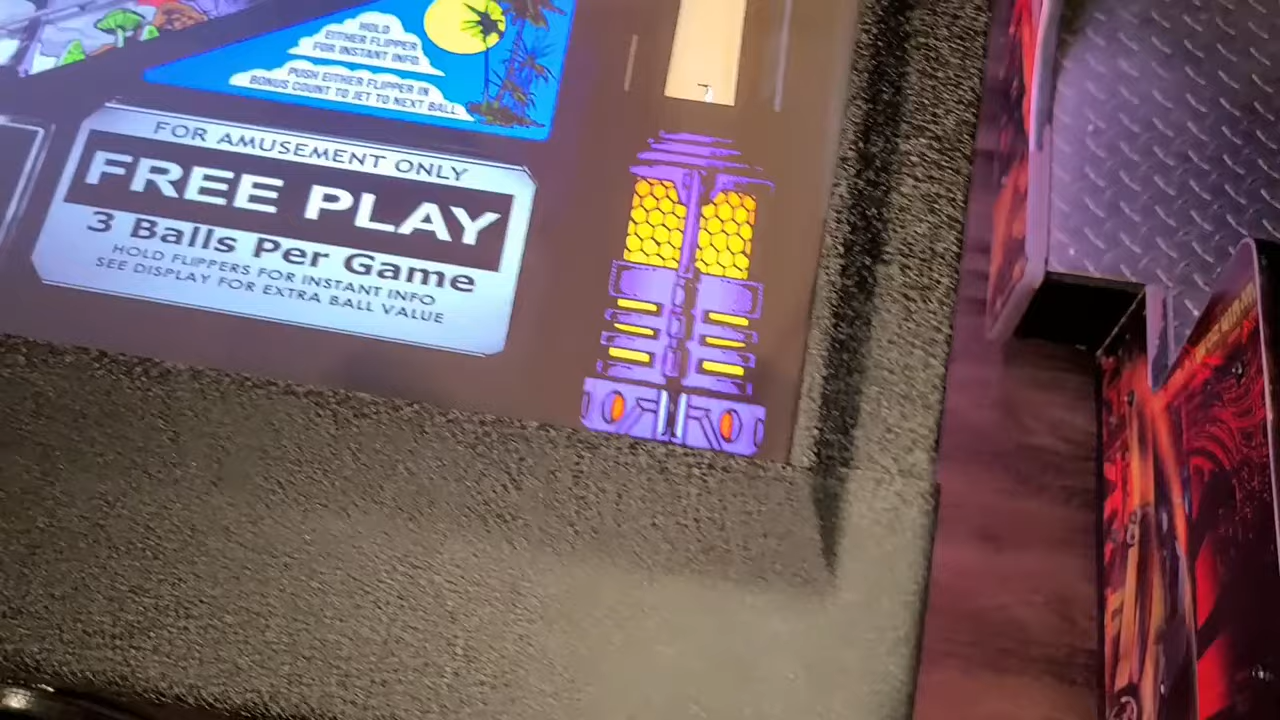 HOLD
EITHER FLIPPER
FOR INSTANT INFO.
PUSH EITHER FLIPPER IN
BONUS COUNT TO JET TO NEXT BALL.
FOR AMUSEMENT ONLY
FREE PLAY
3 Balls Per Game
HOLD FLIPPERS FOR INSTANT INFO
SEE DISPLAY FOR EXTRA BALL VALUE